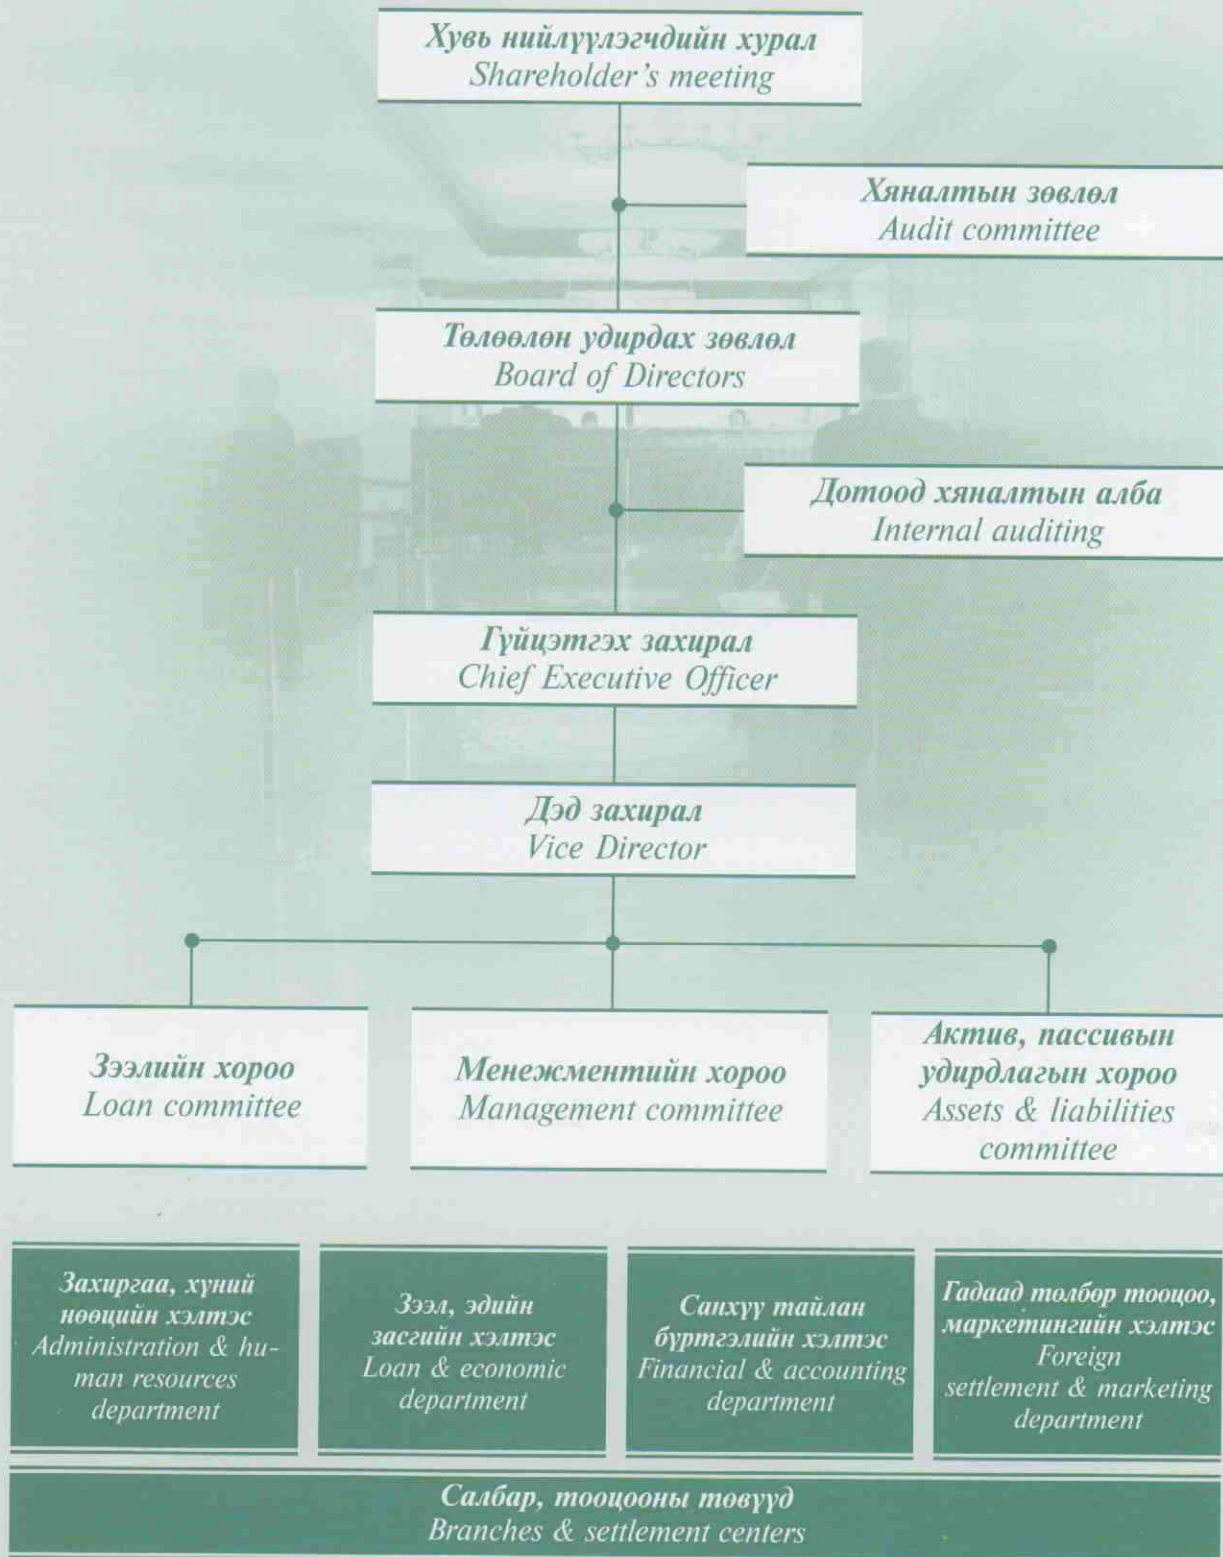 Хувь нийлүүлэгчдийн хурал
Shareholder's meeting
Хяналтын зөвлөл
Audit committee
Төлөөлөн удирдах зөвлөл
Board of Directors
Дотоод хяналтын алба
Internal auditing
Гүйцэтгэх захирал
Chief Executive Officer
Дэд захирал
Vice Director
Зээлийн хороо
Loan committee
Менежментийн хороо
Management committee
Актив, пассивын
удирдлагын хороо
Assets & liabilities
committee
Захиргаа, хүний
нөөцийн хэлтэс
Administration & hu-
man resources
department
Зээл, эдийн
засгийн хэлтэс
Loan & economic
department
Санхүү тайлан
бүртгэлийн хэлтэс
Financial & accounting
department
Гадаад төлбөр тооцоо,
маркетингийн хэлтэс
Foreign
settlement & marketing
department
Салбар, тооцооны төвүүд
Branches & settlement centers